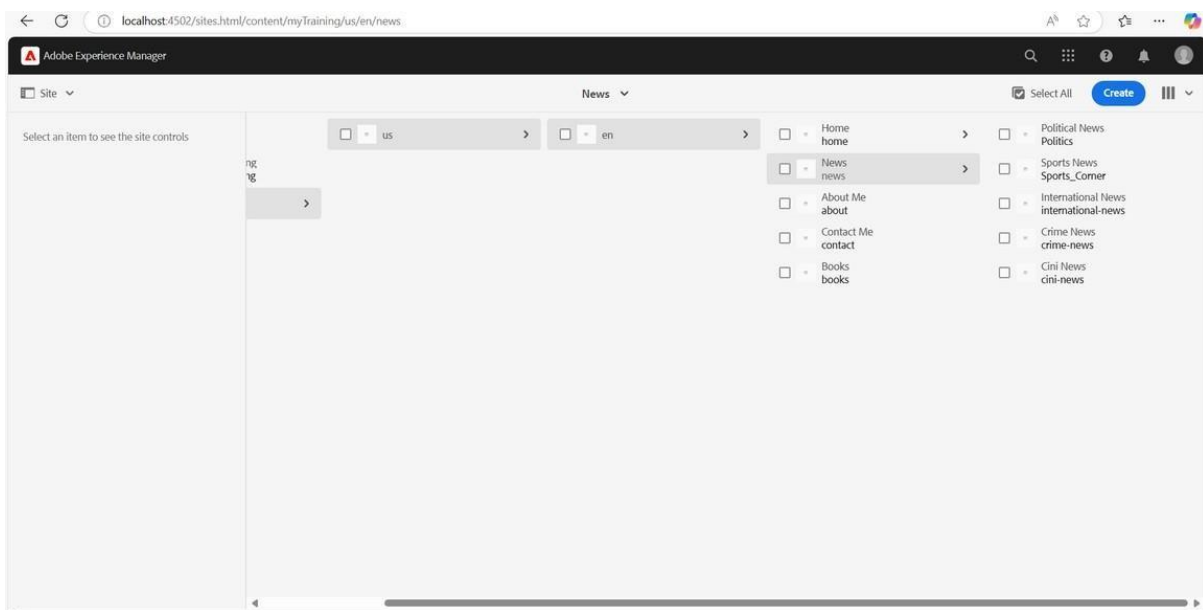 localhost:4502/sites.html/content/myTraining/us/en/news
Adobe Experience Manager
Site
News
Select All
Create
Select an item to see the site controls
ng
ng
us
en
Home
home
News
news
About Me
about
Contact Me
contact
Books
books
Political News
Politics
Sports News
Sports_Corner
International News
international-news
Crime News
crime-news
Cini News
cini-news